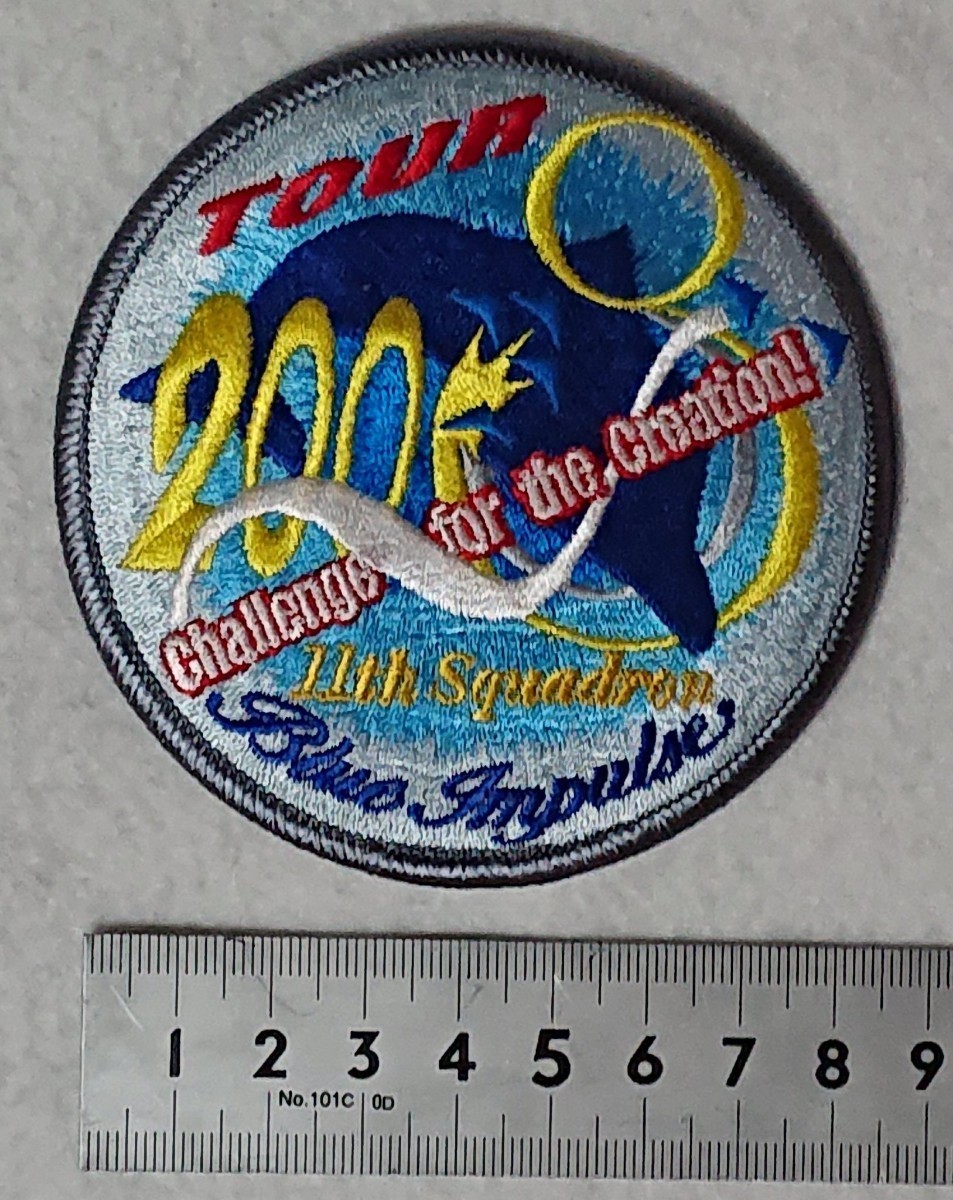 TOUR
200
Challenge for the Creation!
11th Squadron
Blue Impulse
1 2 3 4 5 6 7 8 9
No.101C 0D